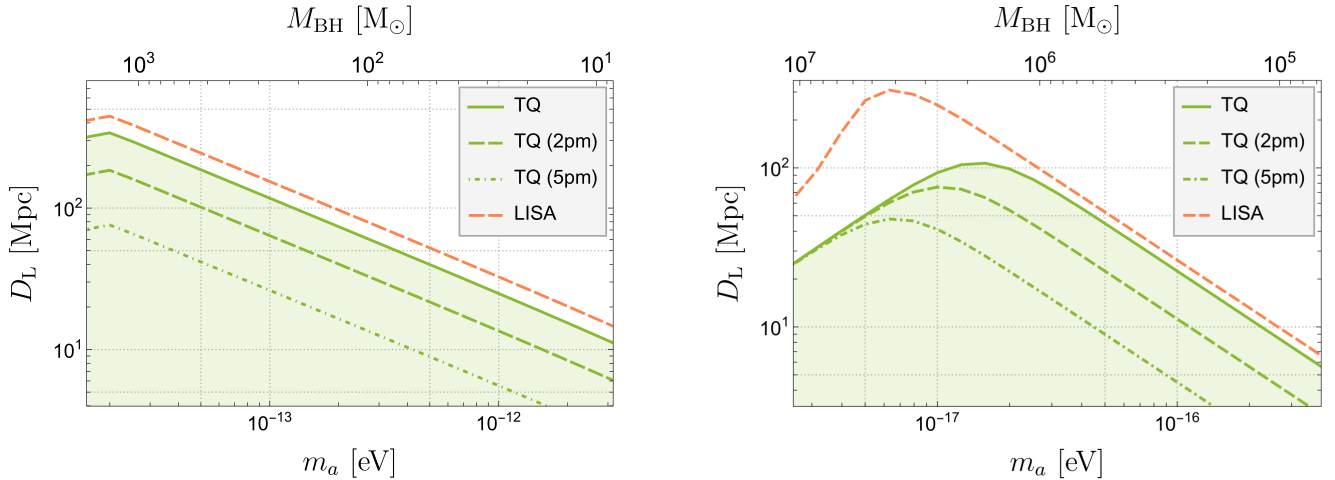 M_BH [M_⊙]
10^3 10^2 10^1
TQ
TQ (2pm)
TQ (5pm)
LISA
D_L [Mpc]
10^2
10^1
10^−13 10^−12
m_a [eV]
M_BH [M_⊙]
10^7 10^6 10^5
TQ
TQ (2pm)
TQ (5pm)
LISA
D_L [Mpc]
10^2
10^1
10^−17 10^−16
m_a [eV]